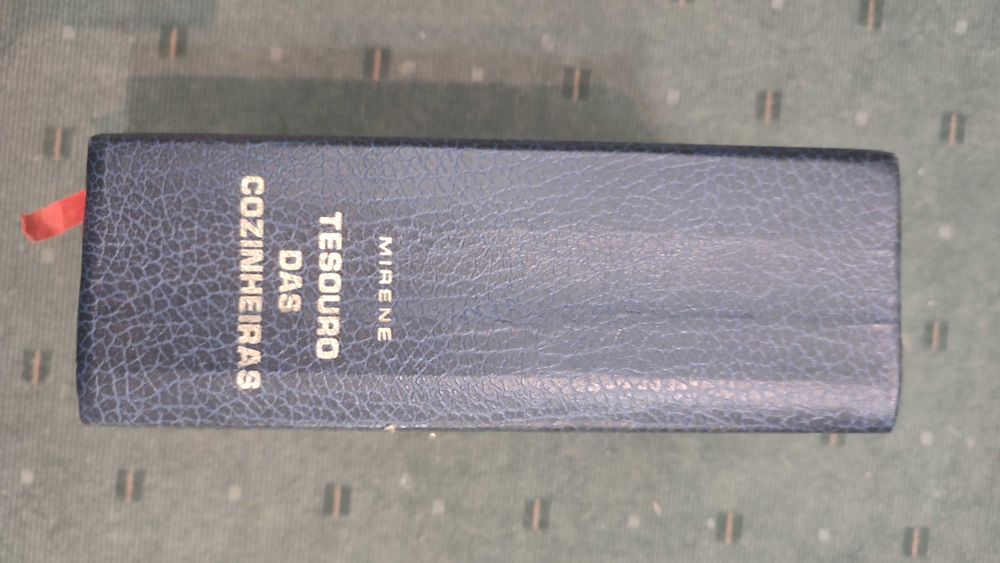 MIRENE
TESOURO
DAS
COZINHEIRAS